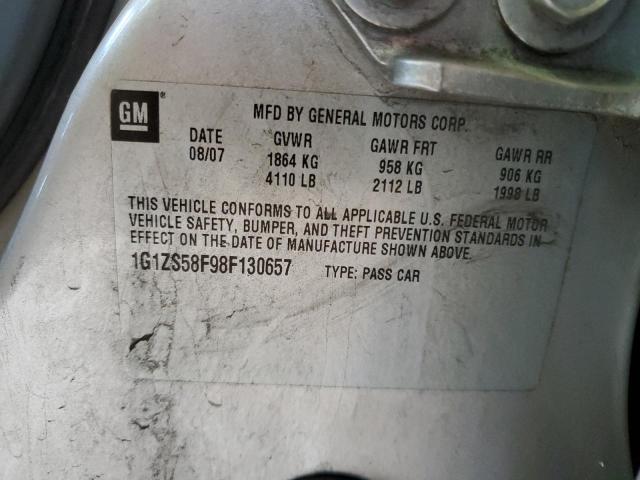 GM®
MFD BY GENERAL MOTORS CORP.
DATE GVWR GAWR FRT GAWR RR
08/07 1864 KG 958 KG 906 KG
4110 LB 2112 LB 1998 LB
THIS VEHICLE CONFORMS TO ALL APPLICABLE U.S. FEDERAL MOTOR
VEHICLE SAFETY, BUMPER, AND THEFT PREVENTION STANDARDS IN
EFFECT ON THE DATE OF MANUFACTURE SHOWN ABOVE.
1G1ZS58F98F130657 TYPE: PASS CAR